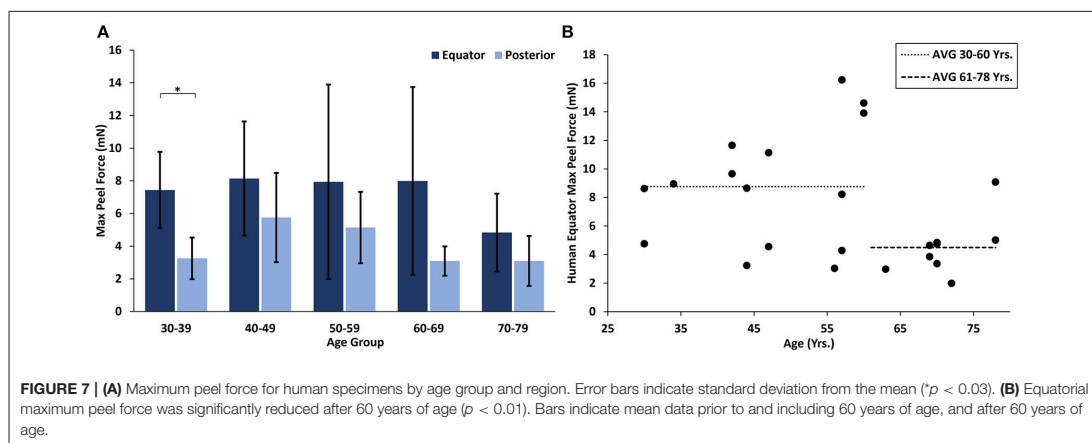 A
16
14
12
10
8
6
4
2
0
Max Peel Force (mN)
Equator Posterior
*
30-39 40-49 50-59 60-69 70-79
Age Group
B
18
16
14
12
10
8
6
4
2
0
Human Equator Max Peel Force (mN)
AVG 30-60 Yrs.
AVG 61-78 Yrs.
25 35 45 55 65 75
Age (Yrs.)
FIGURE 7 | (A) Maximum peel force for human specimens by age group and region. Error bars indicate standard deviation from the mean (*p < 0.03). (B) Equatorial
maximum peel force was significantly reduced after 60 years of age (p < 0.01). Bars indicate mean data prior to and including 60 years of age, and after 60 years of
age.